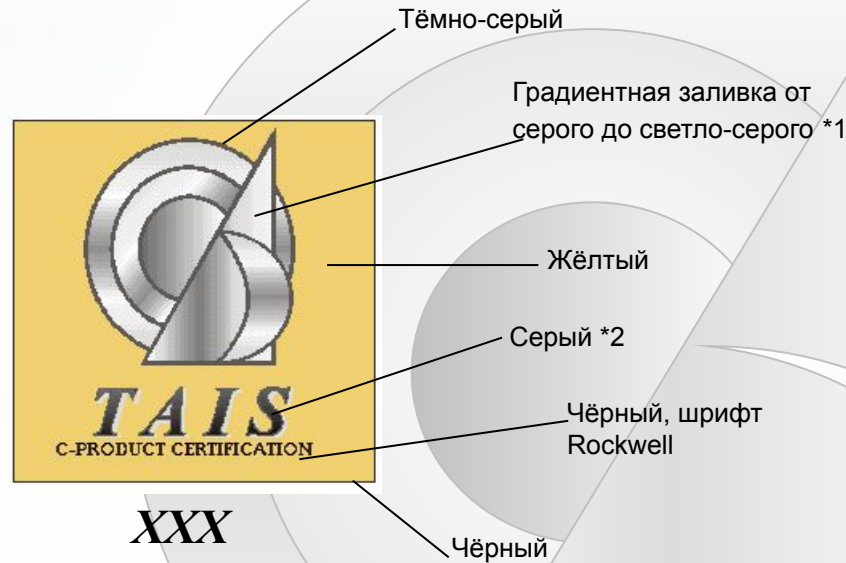 Тёмно-серый
Градиентная заливка от
серого до светло-серого *1
Жёлтый
Серый *2
TAIS
Чёрный, шрифт
Rockwell
C-PRODUCT CERTIFICATION
XXX
Чёрный